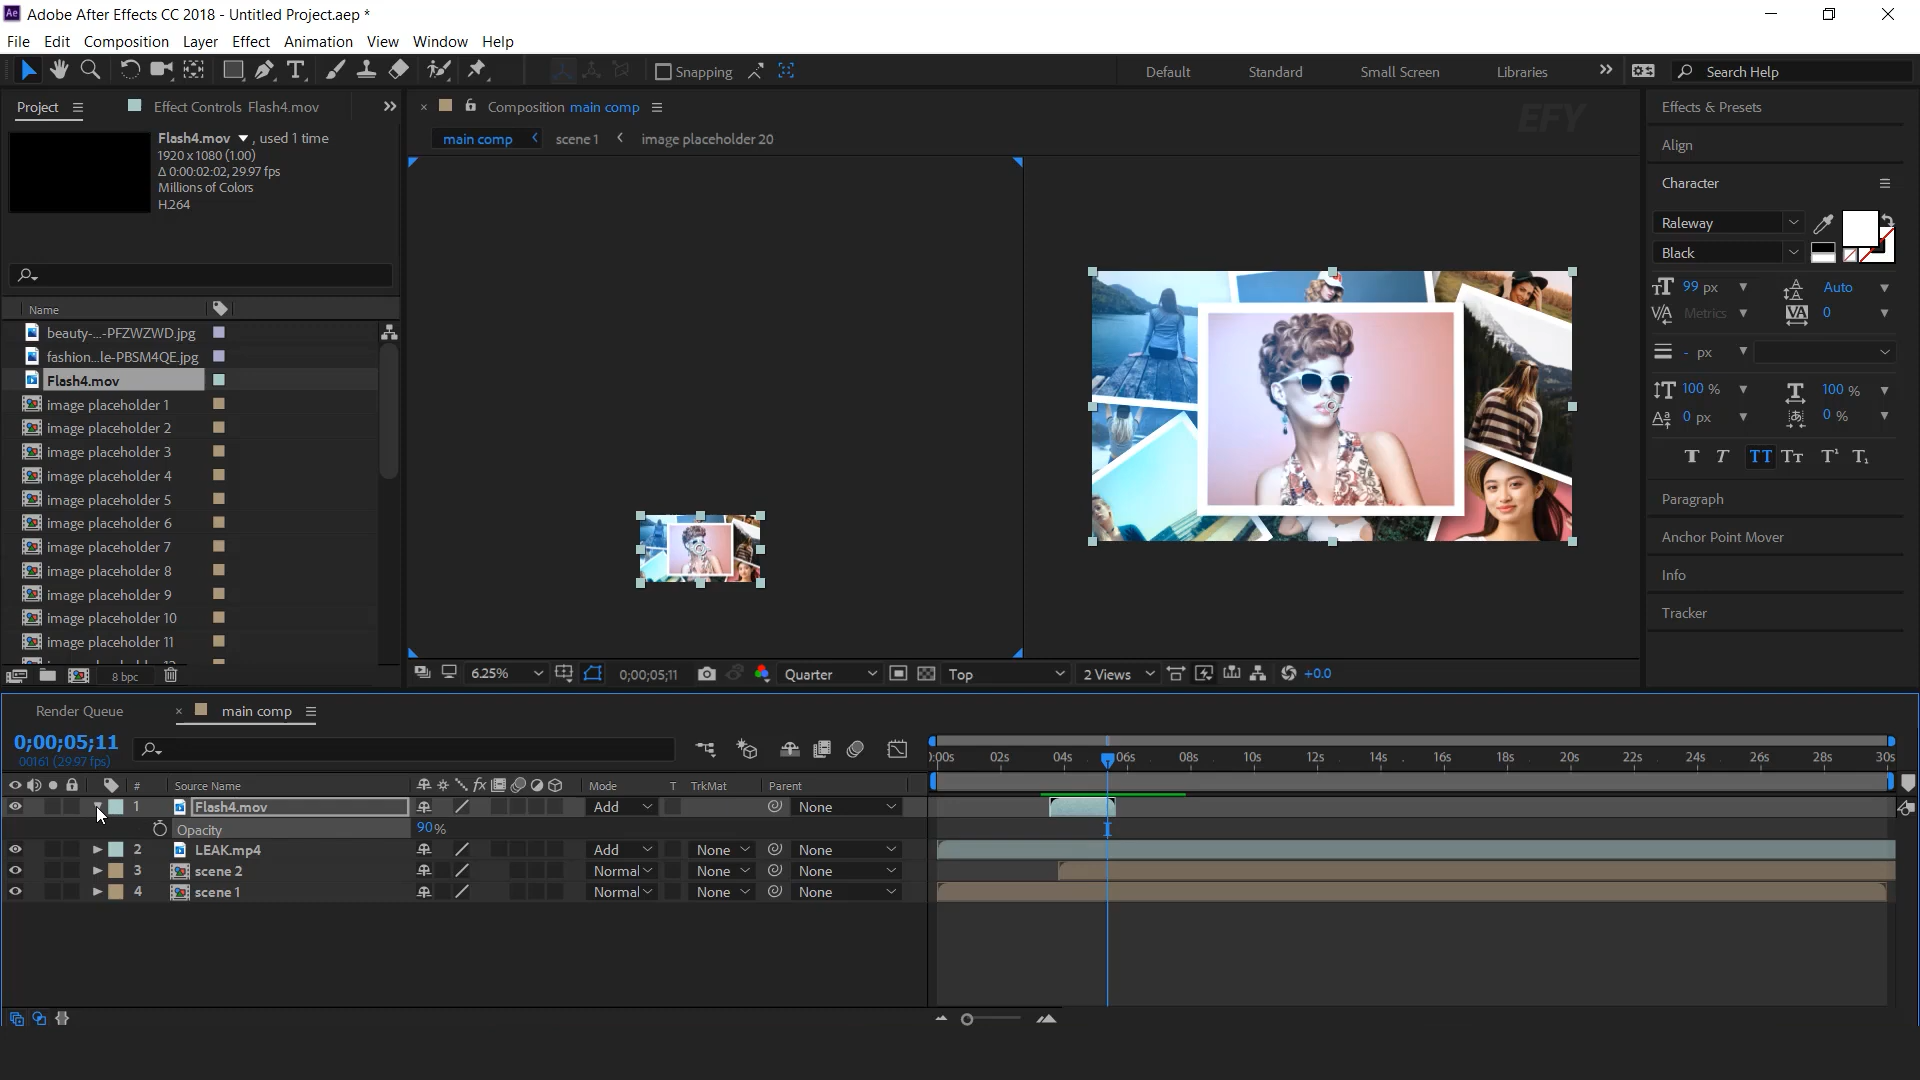 Ae Adobe After Effects CC 2018 - Untitled Project.aep *
File Edit Composition Layer Effect Animation View Window Help
Snapping Default Standard Small Screen Libraries Search Help
Project Effect Controls Flash4.mov
Flash4.mov , used 1 time
1920 x 1080 (1.00)
Δ 0:00:02:02, 29.97 fps
Millions of Colors
H.264
Name
beauty-...-PFZWZWD.jpg
fashion...le-PBSM4QE.jpg
Flash4.mov
image placeholder 1
image placeholder 2
image placeholder 3
image placeholder 4
image placeholder 5
image placeholder 6
image placeholder 7
image placeholder 8
image placeholder 9
image placeholder 10
image placeholder 11
8 bpc
Composition main comp
EFY
main comp scene 1 image placeholder 20
6.25% 0;00;05;11 Quarter Top 2 Views +0.0
Effects & Presets
Align
Character
Raleway
Black
99 px Auto
Metrics 0
- px
100 % 100 %
0 px 0 %
T T TT Tт T¹ T₁
Paragraph
Anchor Point Mover
Info
Tracker
Render Queue main comp
0;00;05;11
00161 (29.97 fps)
:00s 02s 04s 06s 08s 10s 12s 14s 16s 18s 20s 22s 24s 26s 28s 30s
# Source Name fx Mode T TrkMat Parent
1 Flash4.mov Add None
Opacity 90%
2 LEAK.mp4 Add None None
3 scene 2 Normal None None
4 scene 1 Normal None None